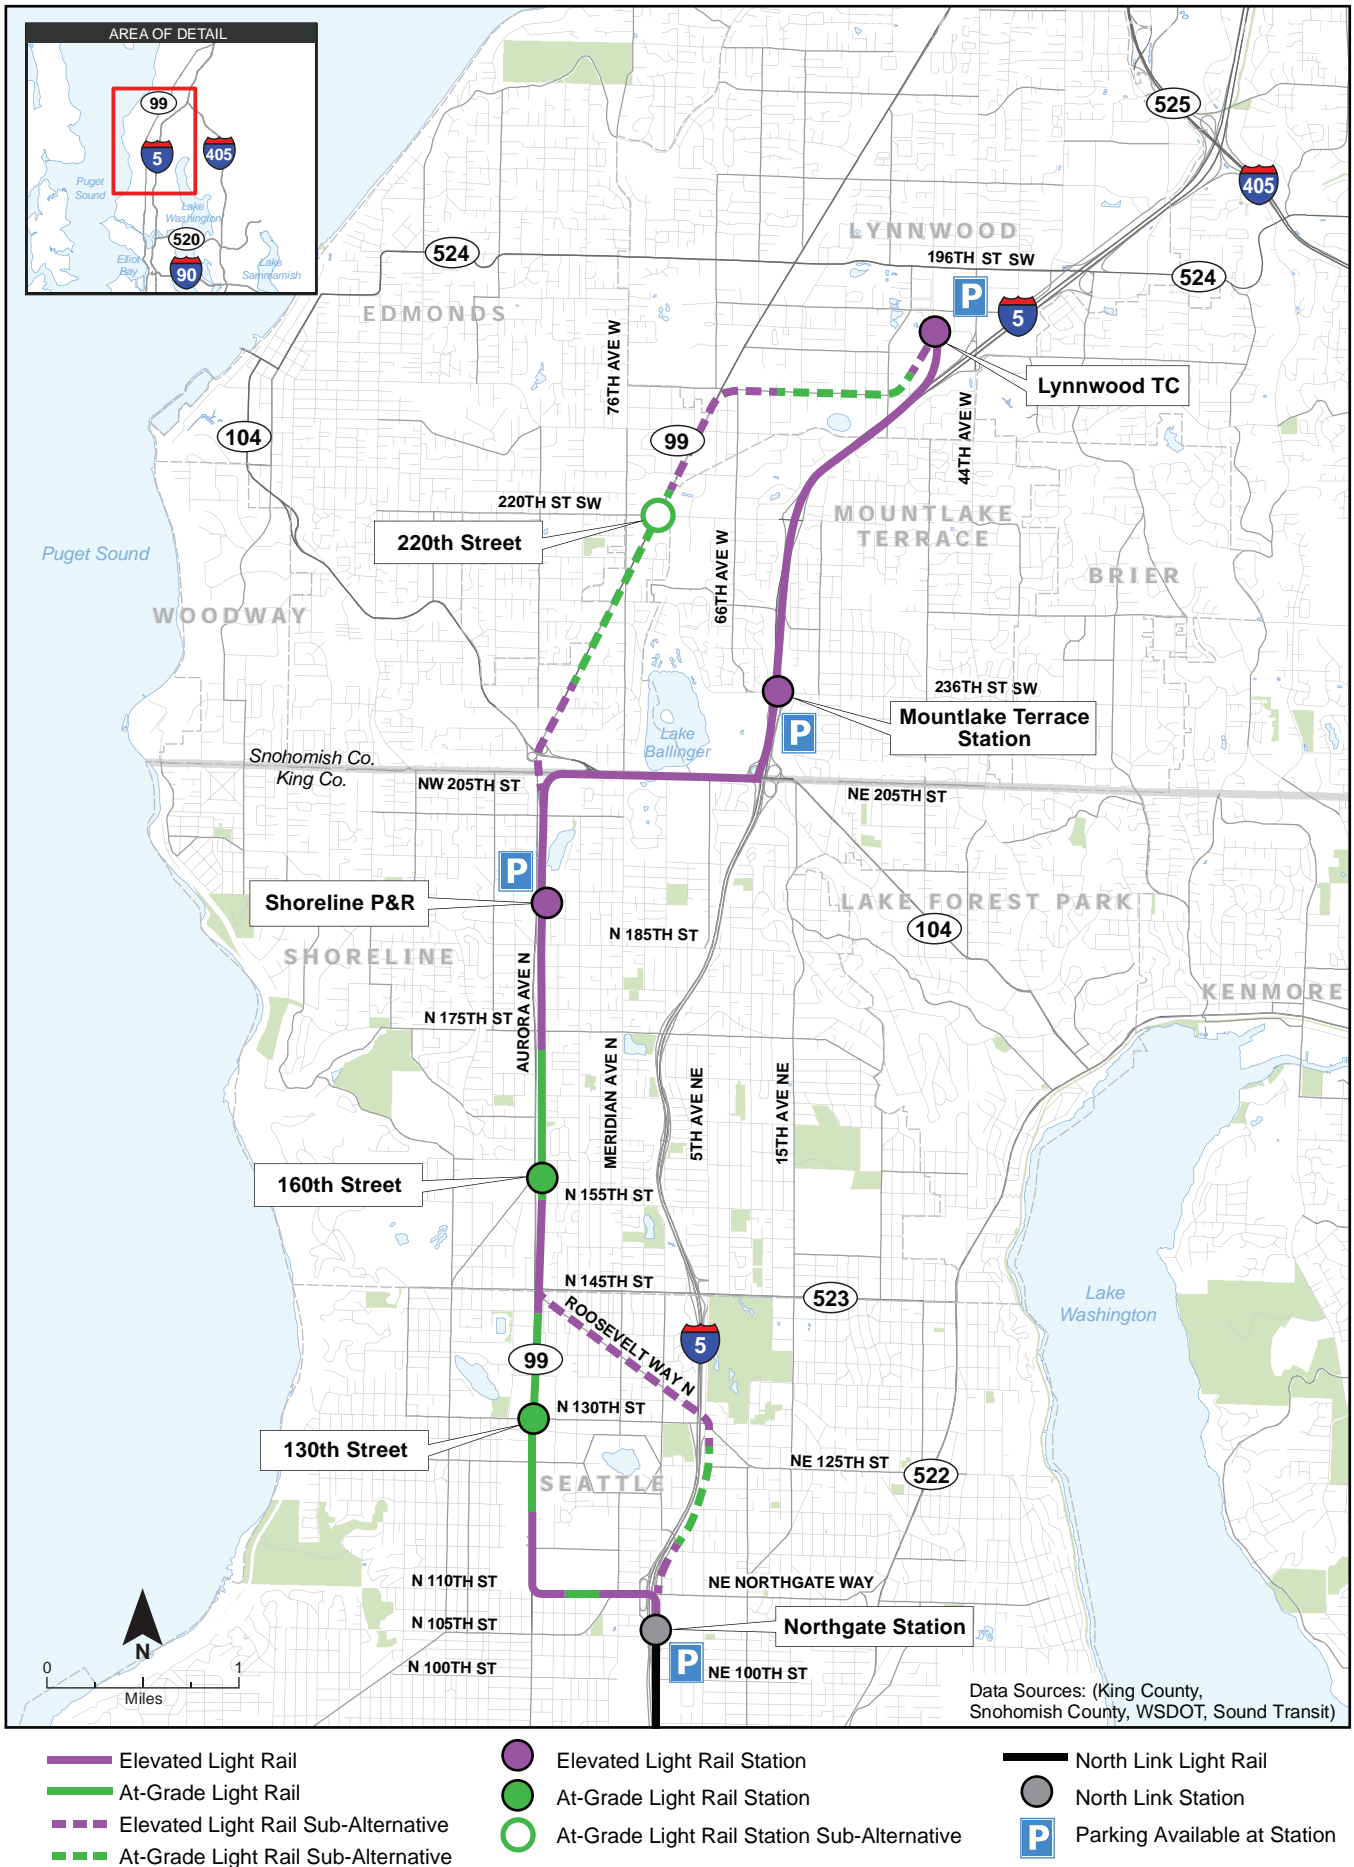 AREA OF DETAIL
99
5
405
Puget
Sound
Lake
Washington
520
Elliot
Bay
90
Lake
Sammamish
525
405
LYNNWOOD
196TH ST SW
524
524
P
5
EDMONDS
76TH AVE W
Lynnwood TC
44TH AVE W
104
99
220TH ST SW
220th Street
MOUNTLAKE
TERRACE
Puget Sound
66TH AVE W
BRIER
WOODWAY
236TH ST SW
Mountlake Terrace
Station
P
Lake
Ballinger
Snohomish Co.
King Co.
NW 205TH ST
NE 205TH ST
P
Shoreline P&R
LAKE FOREST PARK
104
N 185TH ST
SHORELINE
AURORA AVE N
KENMORE
N 175TH ST
MERIDIAN AVE N
5TH AVE NE
15TH AVE NE
160th Street
N 155TH ST
N 145TH ST
523
Lake
Washington
ROOSEVELT WAY N
5
99
N 130TH ST
130th Street
NE 125TH ST
522
SEATTLE
N 110TH ST
NE NORTHGATE WAY
N 105TH ST
Northgate Station
N
N 100TH ST
P
NE 100TH ST
0
1
Miles
Data Sources: (King County,
Snohomish County, WSDOT, Sound Transit)
Elevated Light Rail
At-Grade Light Rail
Elevated Light Rail Sub-Alternative
At-Grade Light Rail Sub-Alternative
Elevated Light Rail Station
At-Grade Light Rail Station
At-Grade Light Rail Station Sub-Alternative
North Link Light Rail
North Link Station
P
Parking Available at Station